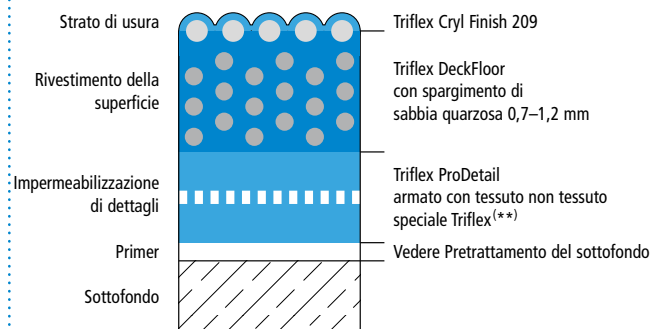 Strato di usura
Triflex Cryl Finish 209
Rivestimento della
superficie
Triflex DeckFloor
con spargimento di
sabbia quarzosa 0,7–1,2 mm
Impermeabilizzazione
di dettagli
Triflex ProDetail
armato con tessuto non tessuto
speciale Triflex(**)
Primer
Vedere Pretrattamento del sottofondo
Sottofondo